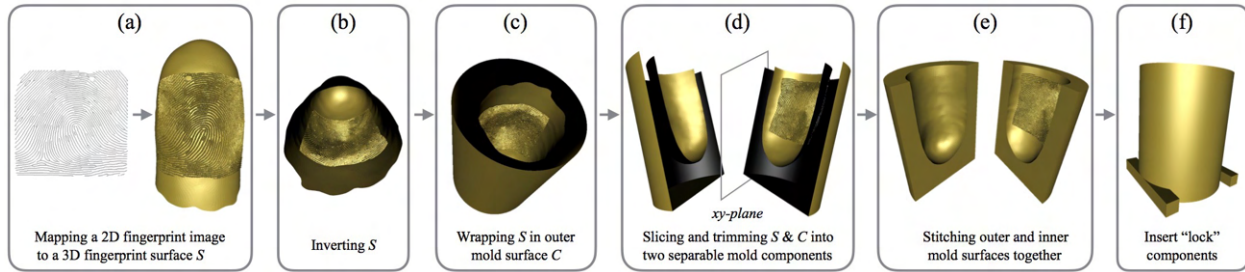 (a)
Mapping a 2D fingerprint image
to a 3D fingerprint surface S
(b)
Inverting S
(c)
Wrapping S in outer
mold surface C
(d)
xy-plane
Slicing and trimming S & C into
two separable mold components
(e)
Stitching outer and inner
mold surfaces together
(f)
Insert “lock”
components